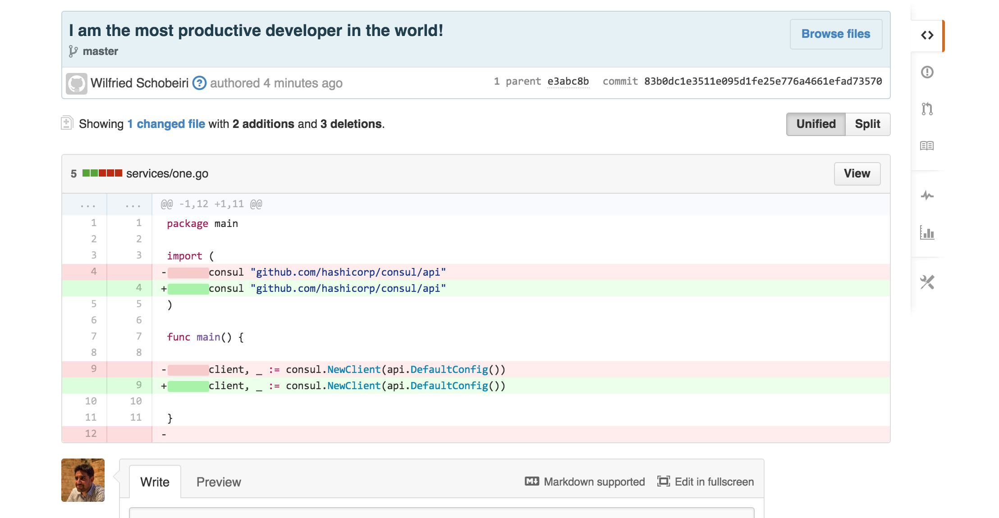 I am the most productive developer in the world!
Browse files
master
Wilfried Schobeiri ? authored 4 minutes ago
1 parent e3abc8b commit 83b0dc1e3511e095d1fe25e776a4661efad73570
Showing 1 changed file with 2 additions and 3 deletions.
Unified Split
5 services/one.go
View
... ... @@ -1,12 +1,11 @@
1 1 package main
2 2
3 3 import (
4 - consul "github.com/hashicorp/consul/api"
4 + consul "github.com/hashicorp/consul/api"
5 5 )
6 6
7 7 func main() {
8 8
9 - client, _ := consul.NewClient(api.DefaultConfig())
9 + client, _ := consul.NewClient(api.DefaultConfig())
10 10
11 11 }
12 -
Write Preview M↓ Markdown supported Edit in fullscreen